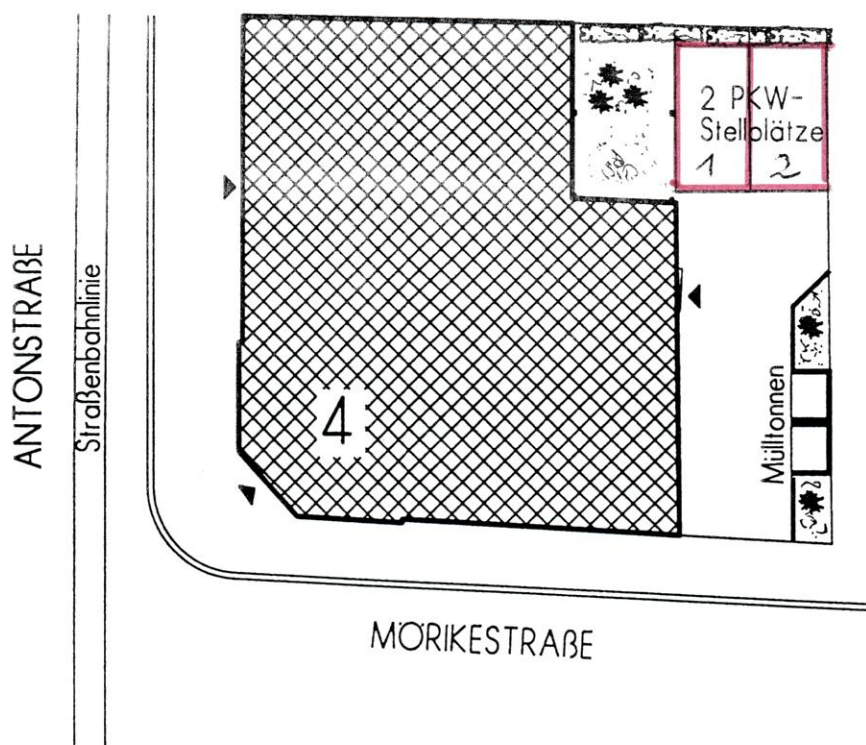 2 PKW-
Stellplätze
1 2
ANTONSTRAßE
Straßenbahnlinie
4
Mülltonnen
MÖRIKESTRAßE